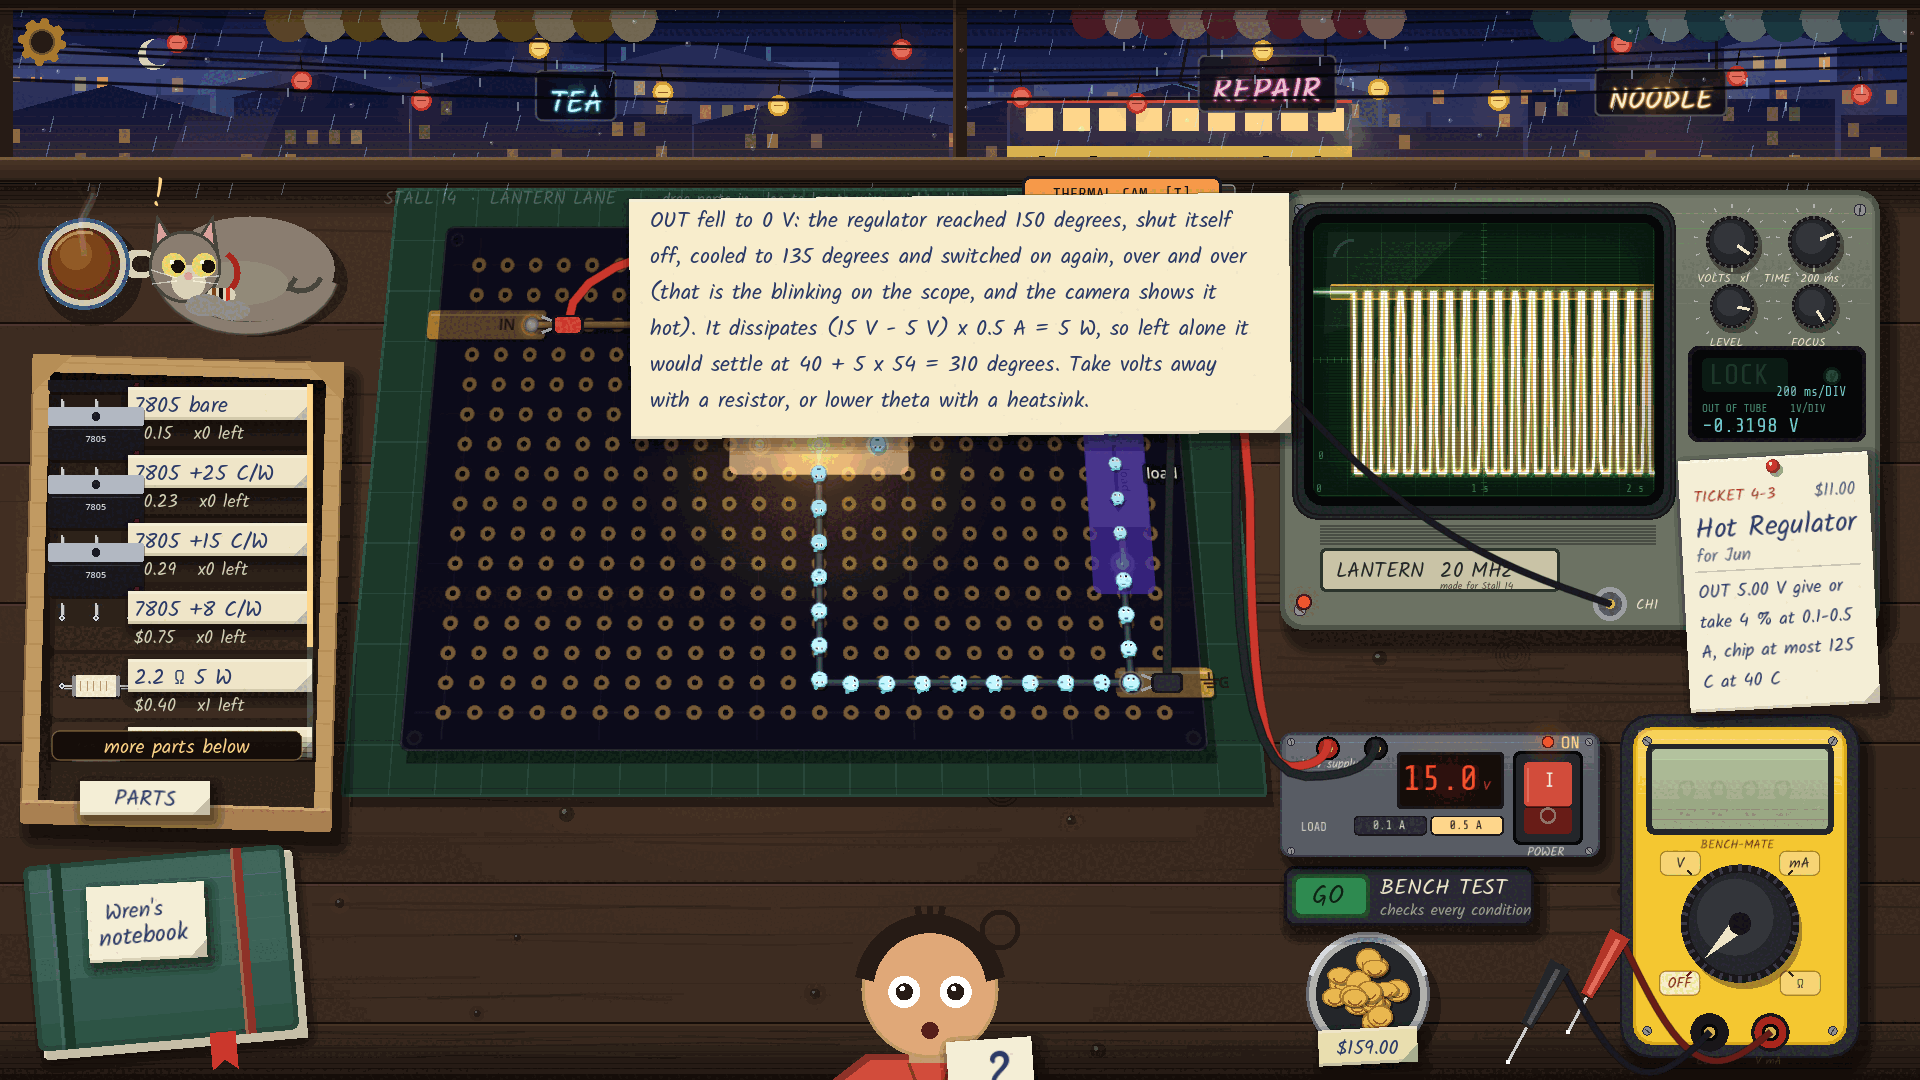 TEA
REPAIR
NOODLE
STALL 14 · LANTERN LANE
THERMAL CAM [T]
OUT fell to 0 V: the regulator reached 150 degrees, shut itself
off, cooled to 135 degrees and switched on again, over and over
(that is the blinking on the scope, and the camera shows it
hot). It dissipates (15 V - 5 V) x 0.5 A = 5 W, so left alone it
would settle at 40 + 5 x 54 = 310 degrees. Take volts away
with a resistor, or lower theta with a heatsink.
!
IN
load
G
7805 bare
0.15 x0 left
7805
7805 +25 C/W
0.23 x0 left
7805
7805 +15 C/W
0.29 x0 left
7805
7805 +8 C/W
$0.75 x0 left
2.2 Ω 5 W
$0.40 x1 left
more parts below
PARTS
Wren's
notebook
0
0
1 s
2 s
VOLTS x1
TIME 200 ms
LEVEL
FOCUS
LOCK
200 ms/DIV
OUT OF TUBE 1V/DIV
-0.3198 V
LANTERN 20 MHz
made for Stall 14
CH1
TICKET 4-3 $11.00
Hot Regulator
for Jun
OUT 5.00 V give or
take 4 % at 0.1-0.5
A, chip at most 125
C at 40 C
supply
15.0 V
ON
I
LOAD
0.1 A
0.5 A
POWER
GO
BENCH TEST
checks every condition
$159.00
BENCH-MATE
V
mA
OFF
Ω
?